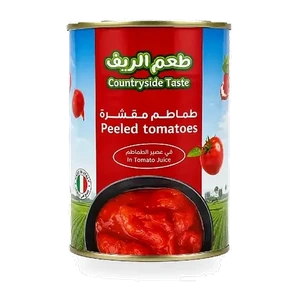 طعم الريف
Countryside Taste
طماطم مقشرة
Peeled tomatoes
في عصير الطماطم
In Tomato Juice